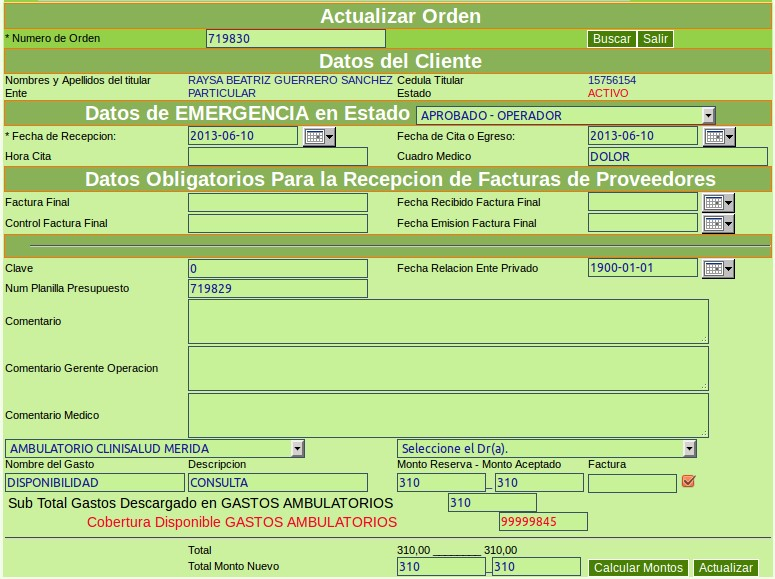 Actualizar Orden
* Numero de Orden 719830 Buscar Salir
Datos del Cliente
Nombres y Apellidos del titular RAYSA BEATRIZ GUERRERO SANCHEZ Cedula Titular 15756154
Ente PARTICULAR Estado ACTIVO
Datos de EMERGENCIA en Estado APROBADO - OPERADOR
* Fecha de Recepcion: 2013-06-10 Fecha de Cita o Egreso: 2013-06-10
Hora Cita Cuadro Medico DOLOR
Datos Obligatorios Para la Recepcion de Facturas de Proveedores
Factura Final Fecha Recibido Factura Final
Control Factura Final Fecha Emision Factura Final
Clave 0 Fecha Relacion Ente Privado 1900-01-01
Num Planilla Presupuesto 719829
Comentario
Comentario Gerente Operacion
Comentario Medico
AMBULATORIO CLINISALUD MERIDA Seleccione el Dr(a).
Nombre del Gasto Descripcion Monto Reserva - Monto Aceptado Factura
DISPONIBILIDAD CONSULTA 310 _ 310
Sub Total Gastos Descargado en GASTOS AMBULATORIOS 310
Cobertura Disponible GASTOS AMBULATORIOS 99999845
Total 310,00 ________ 310,00
Total Monto Nuevo 310 _ 310 Calcular Montos Actualizar